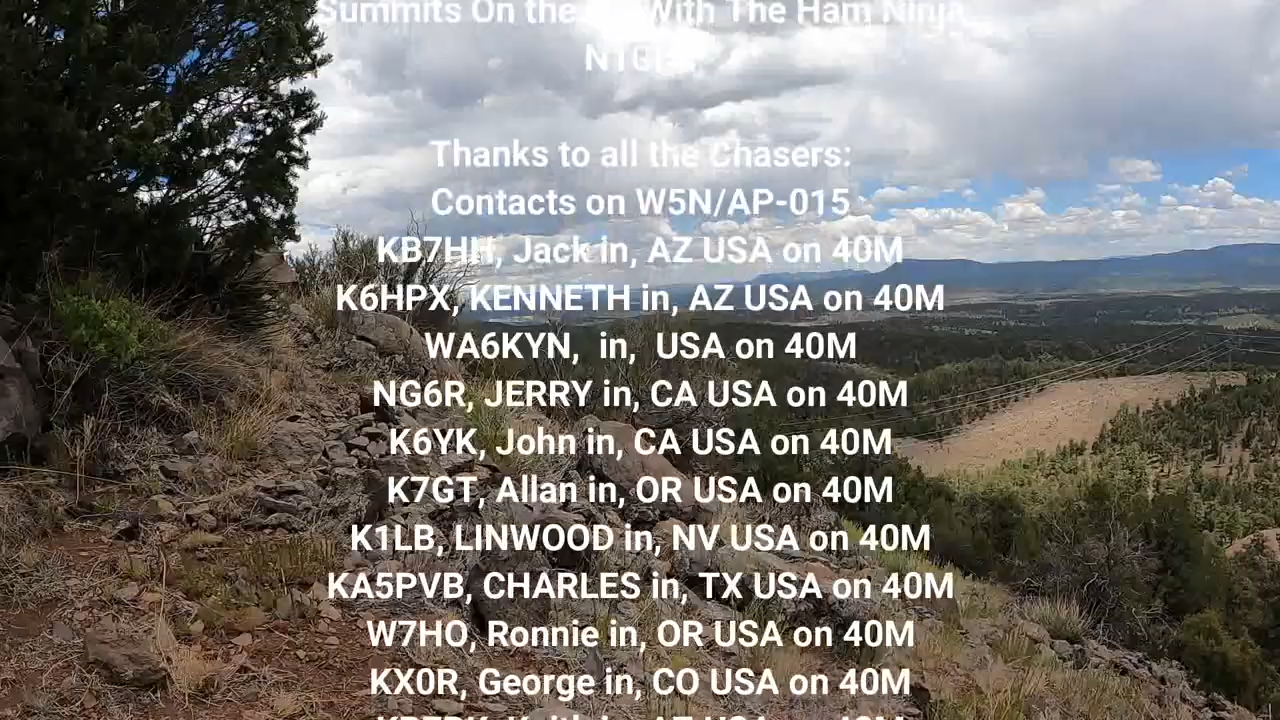 Summits On the With The Ham Ninja
Thanks to all the Chasers:
Contacts on W5N/AP-015
KB7HH, Jack in, AZ USA on 40M
K6HPX, KENNETH in, AZ USA on 40M
WA6KYN,  in,  USA on 40M
NG6R, JERRY in, CA USA on 40M
K6YK, John in, CA USA on 40M
K7GT, Allan in, OR USA on 40M
K1LB, LINWOOD in, NV USA on 40M
KA5PVB, CHARLES in, TX USA on 40M
W7HO, Ronnie in, OR USA on 40M
KX0R, George in, CO USA on 40M